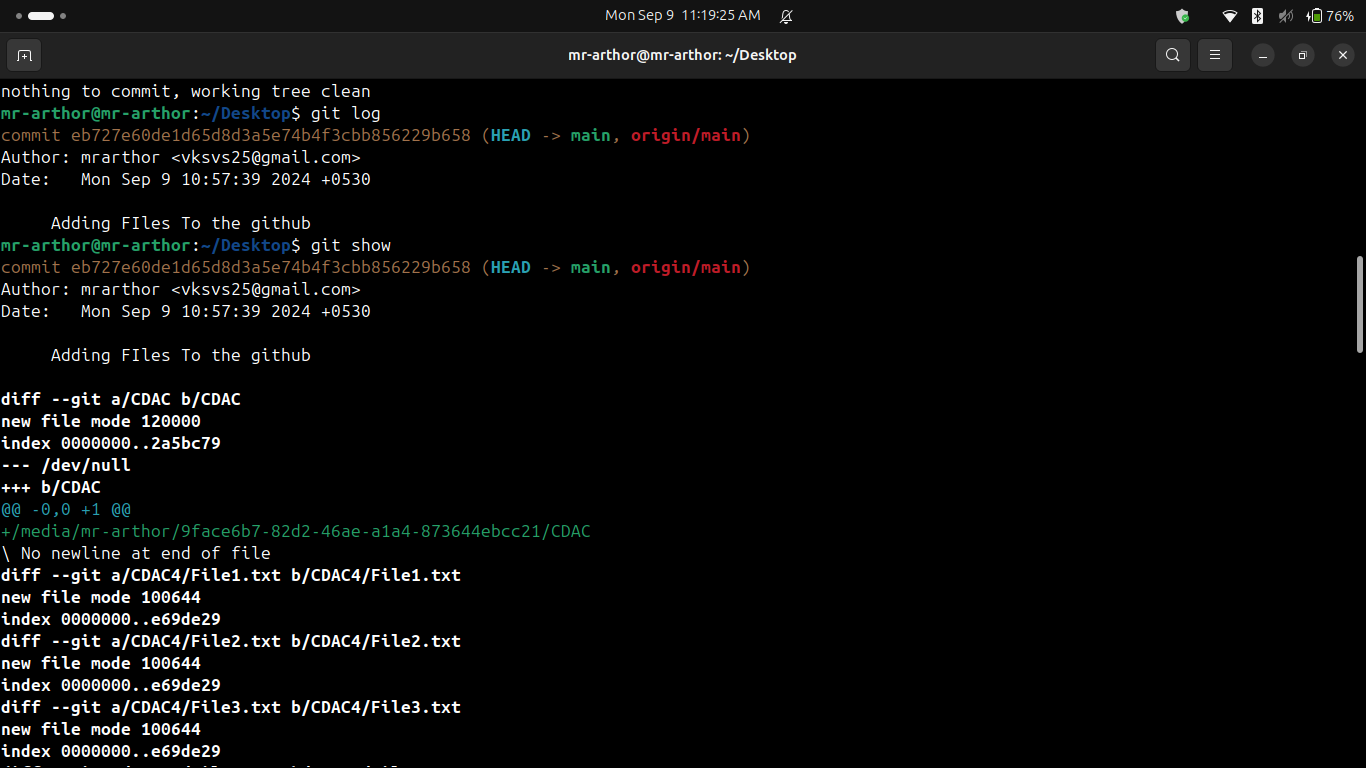 Mon Sep 9 11:19:25 AM
76%
mr-arthor@mr-arthor: ~/Desktop
nothing to commit, working tree clean
mr-arthor@mr-arthor:~/Desktop$ git log
commit eb727e60de1d65d8d3a5e74b4f3cbb856229b658 (HEAD -> main, origin/main)
Author: mrarthor <vksvs25@gmail.com>
Date:   Mon Sep 9 10:57:39 2024 +0530
Adding FIles To the github
mr-arthor@mr-arthor:~/Desktop$ git show
commit eb727e60de1d65d8d3a5e74b4f3cbb856229b658 (HEAD -> main, origin/main)
Author: mrarthor <vksvs25@gmail.com>
Date:   Mon Sep 9 10:57:39 2024 +0530
Adding FIles To the github
diff --git a/CDAC b/CDAC
new file mode 120000
index 0000000..2a5bc79
--- /dev/null
+++ b/CDAC
@@ -0,0 +1 @@
+/media/mr-arthor/9face6b7-82d2-46ae-a1a4-873644ebcc21/CDAC
\ No newline at end of file
diff --git a/CDAC4/File1.txt b/CDAC4/File1.txt
new file mode 100644
index 0000000..e69de29
diff --git a/CDAC4/File2.txt b/CDAC4/File2.txt
new file mode 100644
index 0000000..e69de29
diff --git a/CDAC4/File3.txt b/CDAC4/File3.txt
new file mode 100644
index 0000000..e69de29